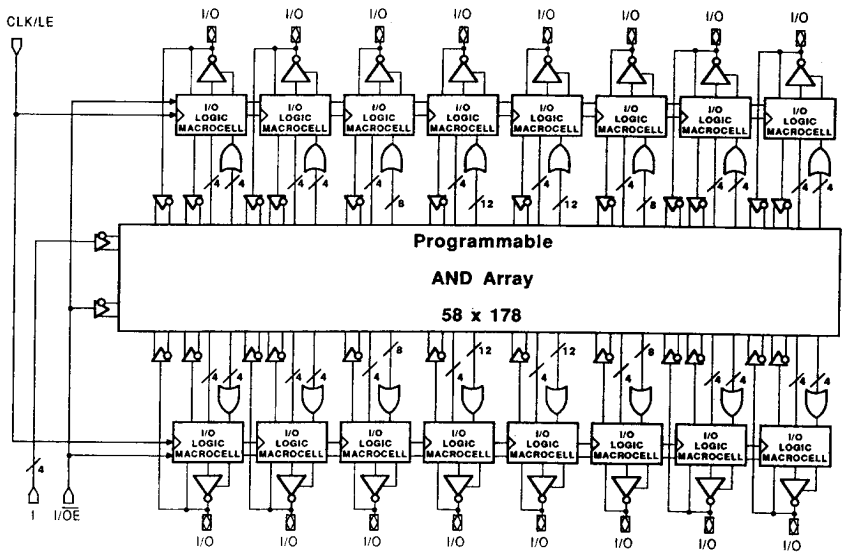 CLK/LE
I/O I/O I/O I/O I/O I/O I/O I/O
I/O LOGIC MACROCELL
I/O LOGIC MACROCELL
I/O LOGIC MACROCELL
I/O LOGIC MACROCELL
I/O LOGIC MACROCELL
I/O LOGIC MACROCELL
I/O LOGIC MACROCELL
I/O LOGIC MACROCELL
4 4 4 4 4 8 4 12 4 12 4 8 4 4 4 4
Programmable
AND Array
58 x 178
4 4 4 4 4 8 4 12 4 12 4 8 4 4 4 4
I/O LOGIC MACROCELL
I/O LOGIC MACROCELL
I/O LOGIC MACROCELL
I/O LOGIC MACROCELL
I/O LOGIC MACROCELL
I/O LOGIC MACROCELL
I/O LOGIC MACROCELL
I/O LOGIC MACROCELL
4
I I/OE
I/O I/O I/O I/O I/O I/O I/O I/O